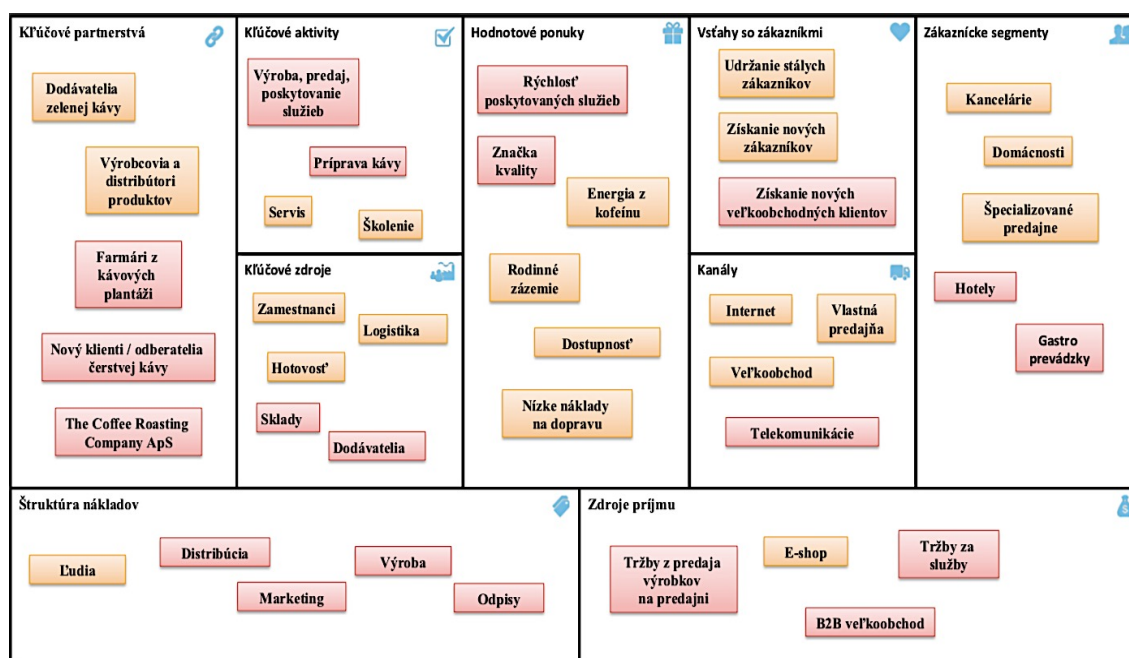 Kľúčové partnerstvá
Dodávatelia
zelenej kávy
Výrobcovia a
distribútori
produktov
Farmári z
kávových
plantáži
Nový klienti / odberatelia
čerstvej kávy
The Coffee Roasting
Company ApS
Kľúčové aktivity
Výroba, predaj,
poskytovanie
služieb
Príprava kávy
Servis
Školenie
Kľúčové zdroje
Zamestnanci
Logistika
Hotovosť
Sklady
Dodávatelia
Hodnotové ponuky
Rýchlosť
poskytovaných služieb
Značka
kvality
Energia z
kofeínu
Rodinné
zázemie
Dostupnosť
Nízke náklady
na dopravu
Vsťahy so zákazníkmi
Udržanie stálych
zákazníkov
Získanie nových
zákazníkov
Získanie nových
veľkoobchodných klientov
Kanály
Internet
Vlastná
predajňa
Veľkoobchod
Telekomunikácie
Zákaznícke segmenty
Kancelárie
Domácnosti
Špecializované
predajne
Hotely
Gastro
prevádzky
Štruktúra nákladov
Ľudia
Distribúcia
Marketing
Výroba
Odpisy
Zdroje príjmu
Tržby z predaja
výrobkov
na predajni
E-shop
Tržby za
služby
B2B veľkoobchod